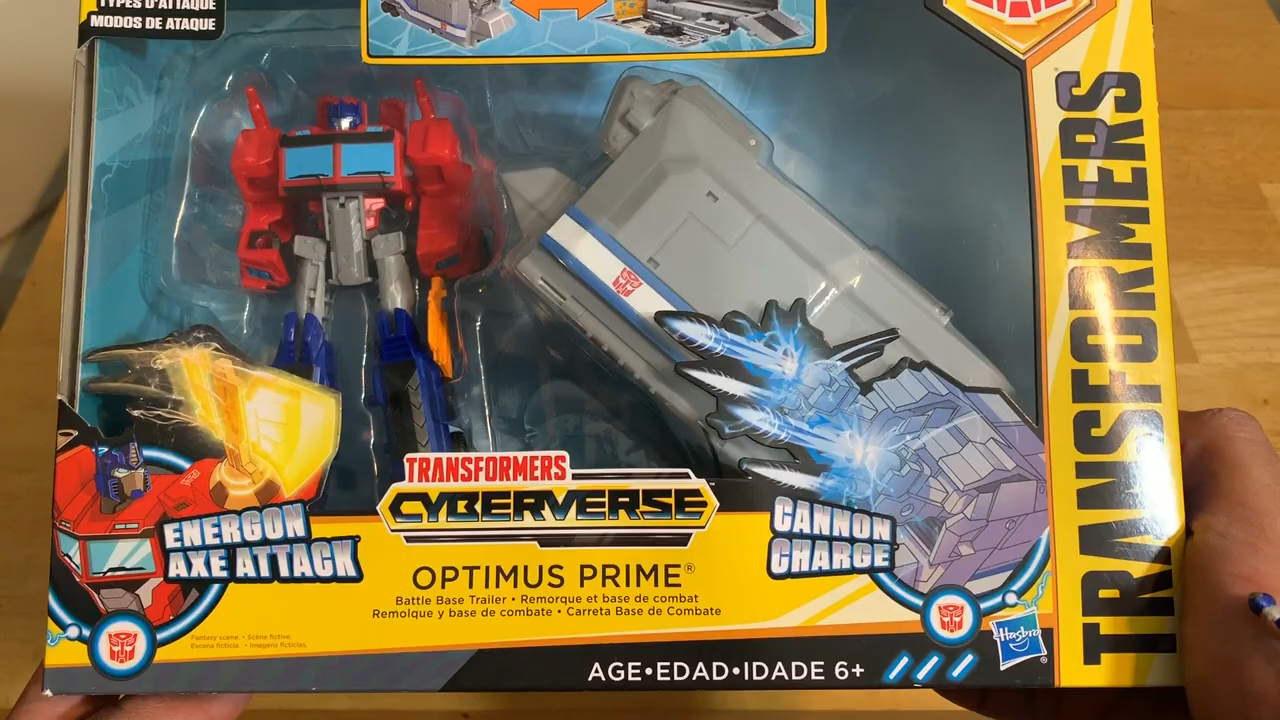 TYPES D'ATTAQUE
MODOS DE ATAQUE
TRANSFORMERS
ENERGON
AXE ATTACK
TRANSFORMERS
CYBERVERSE
CANNON
CHARGE
OPTIMUS PRIME®
Battle Base Trailer • Remorque et base de combat
Remolque y base de combate • Carreta Base de Combate
Fantasy scene. • Scène fictive.
Escena ficticia. • Imagens fictícias.
AGE•EDAD•IDADE 6+
Hasbro